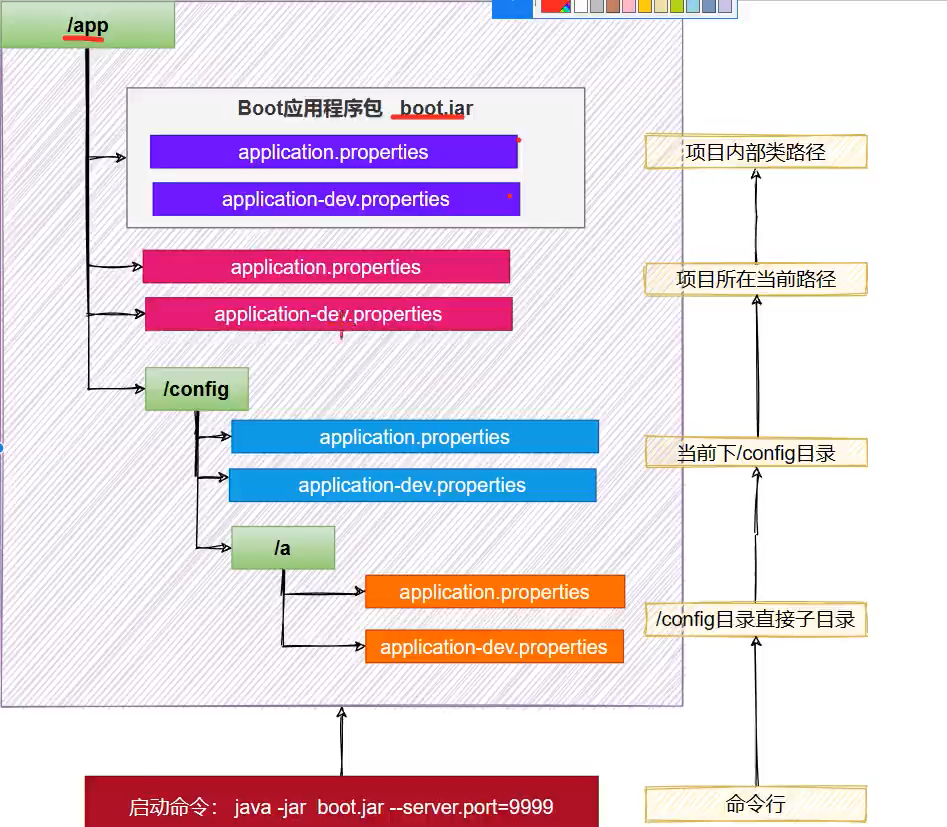 /app
Boot应用程序包 boot.jar
application.properties
application-dev.properties
项目内部类路径
application.properties
项目所在当前路径
application-dev.properties
/config
application.properties
当前下/config目录
application-dev.properties
/a
application.properties
/config目录直接子目录
application-dev.properties
启动命令： java -jar boot.jar --server.port=9999
命令行